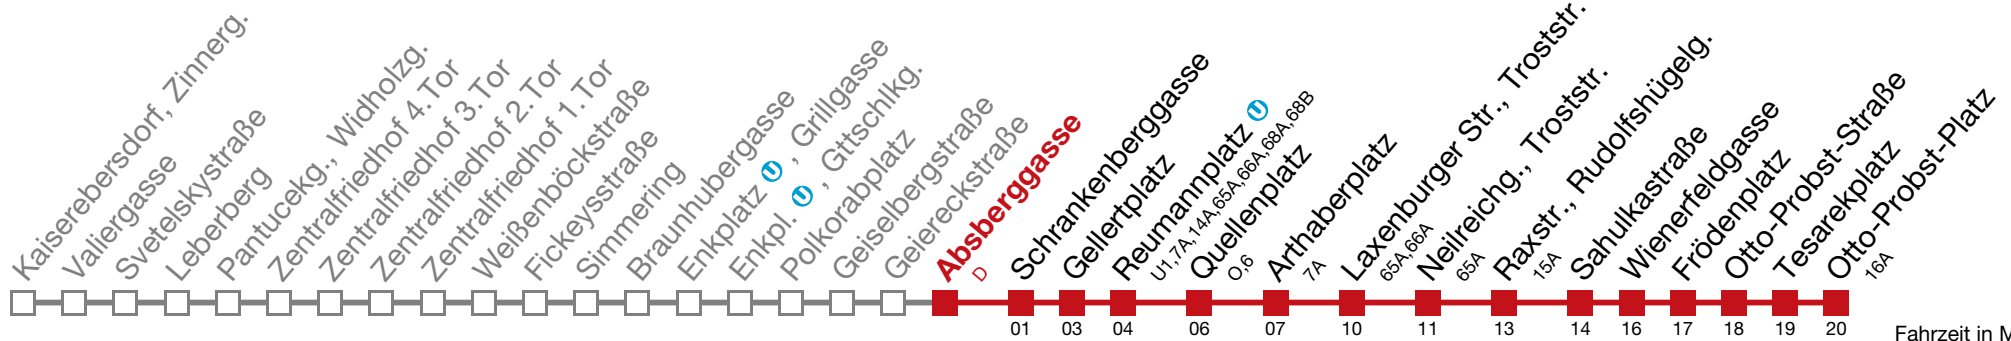 Kaiserebersdorf, Zinnerg.
Valiergasse
Svetelskystraße
Leberberg
Pantucekg., Widholzg.
Zentralfriedhof 4.Tor
Zentralfriedhof 3.Tor
Zentralfriedhof 2.Tor
Zentralfriedhof 1.Tor
Weißenböckstraße
Fickeysstraße
Simmering
Braunhubergasse
Enkplatz U , Grillgasse
Enkpl. U , Gttschlkg.
Polkorabplatz
Geiselbergstraße
Geiereckstraße
Absberggasse
D
Schrankenberggasse
Gellertplatz
Reumannplatz U
U1,7A,14A,65A,66A,68A,68B
Quellenplatz
O,6
Arthaberplatz
7A
Laxenburger Str., Troststr.
65A,66A
Neilreichg., Troststr.
65A
Raxstr., Rudolfshügelg.
15A
Sahulkastraße
Wienerfeldgasse
Frödenplatz
Otto-Probst-Straße
Tesarekplatz
Otto-Probst-Platz
16A
01 03 04 06 07 10 11 13 14 16 17 18 19 20
Fahrzeit in M